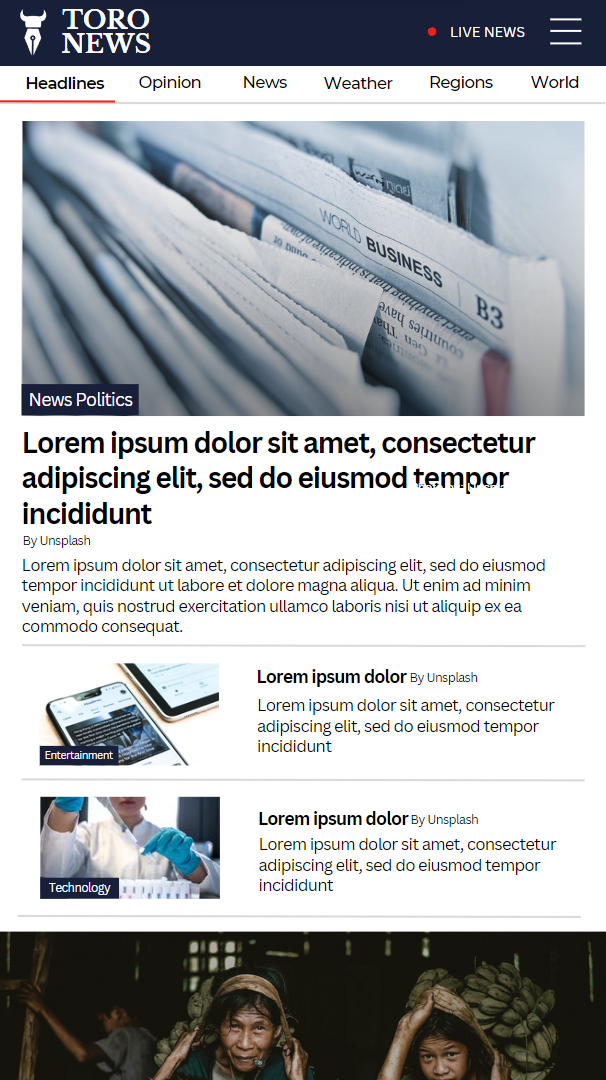 TORO
NEWS
LIVE NEWS
Headlines
Opinion
News
Weather
Regions
World
WORLD BUSINESS
B3
countries
Thai
have
Gen
News Politics
Lorem ipsum dolor sit amet, consectetur
adipiscing elit, sed do eiusmod tempor
incididunt
By Unsplash
Lorem ipsum dolor sit amet, consectetur adipiscing elit, sed do eiusmod
tempor incididunt ut labore et dolore magna aliqua. Ut enim ad minim
veniam, quis nostrud exercitation ullamco laboris nisi ut aliquip ex ea
commodo consequat.
Entertainment
Lorem ipsum dolor By Unsplash
Lorem ipsum dolor sit amet, consectetur
adipiscing elit, sed do eiusmod tempor
incididunt
Technology
Lorem ipsum dolor By Unsplash
Lorem ipsum dolor sit amet, consectetur
adipiscing elit, sed do eiusmod tempor
incididunt